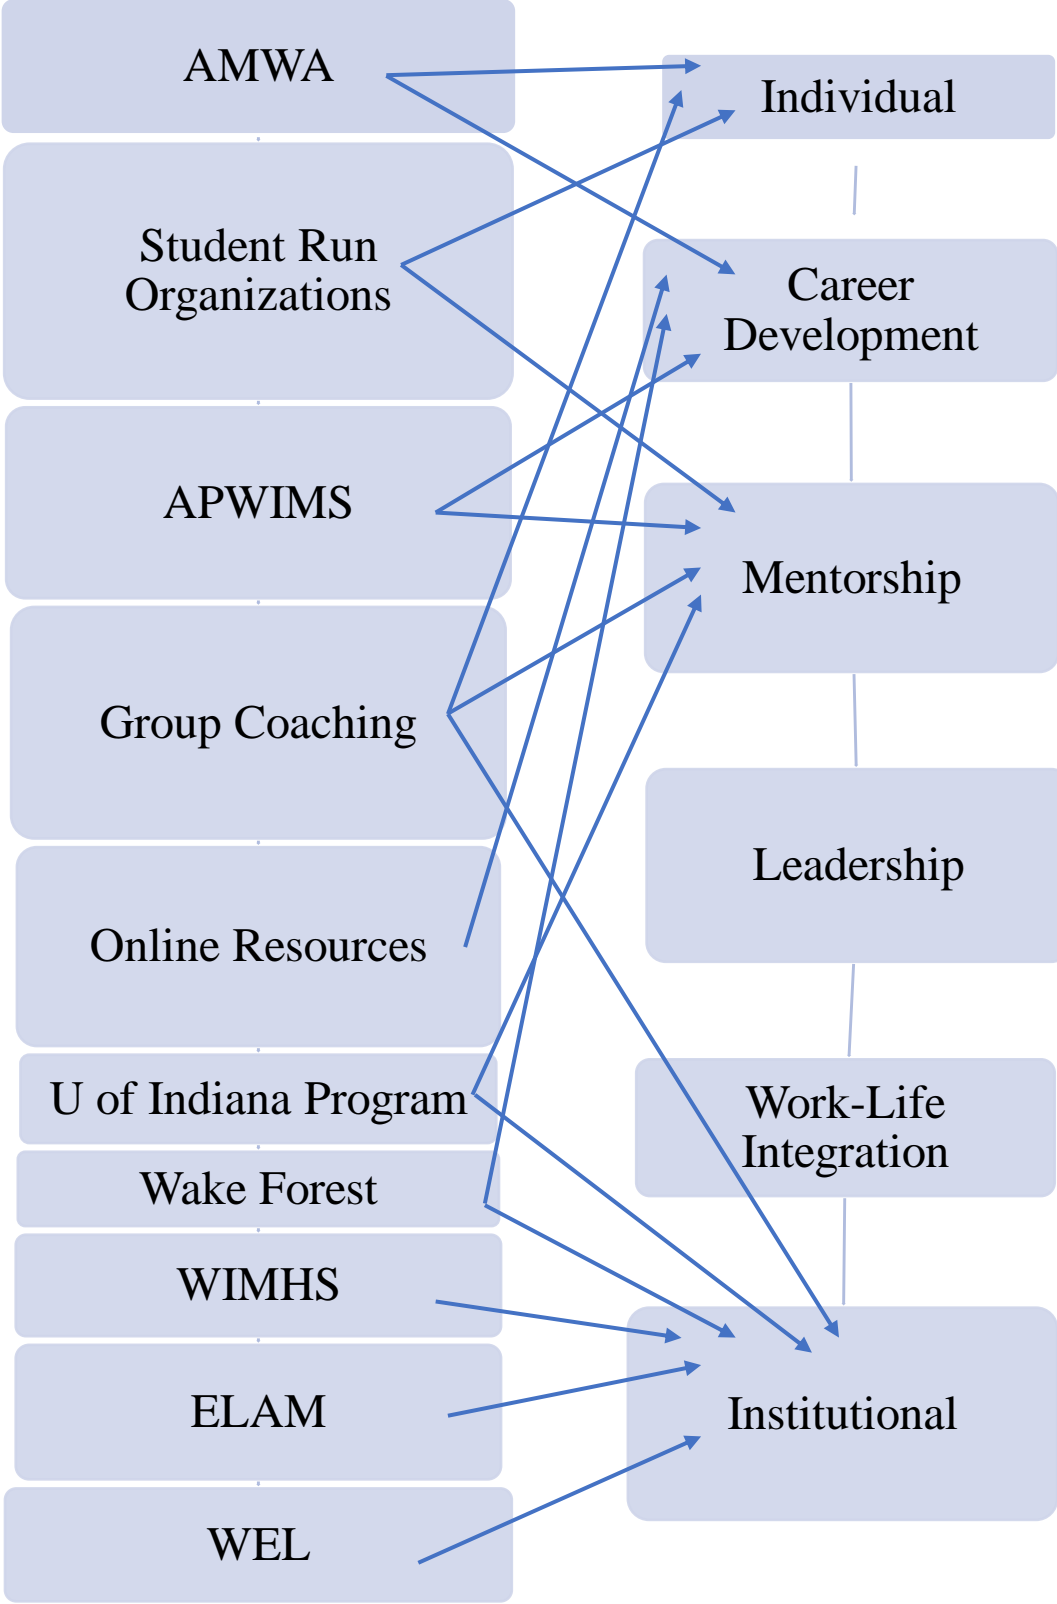 AMWA
Student Run
Organizations
APWIMS
Group Coaching
Online Resources
U of Indiana Program
Wake Forest
WIMHS
ELAM
WEL
Individual
Career
Development
Mentorship
Leadership
Work-Life
Integration
Institutional